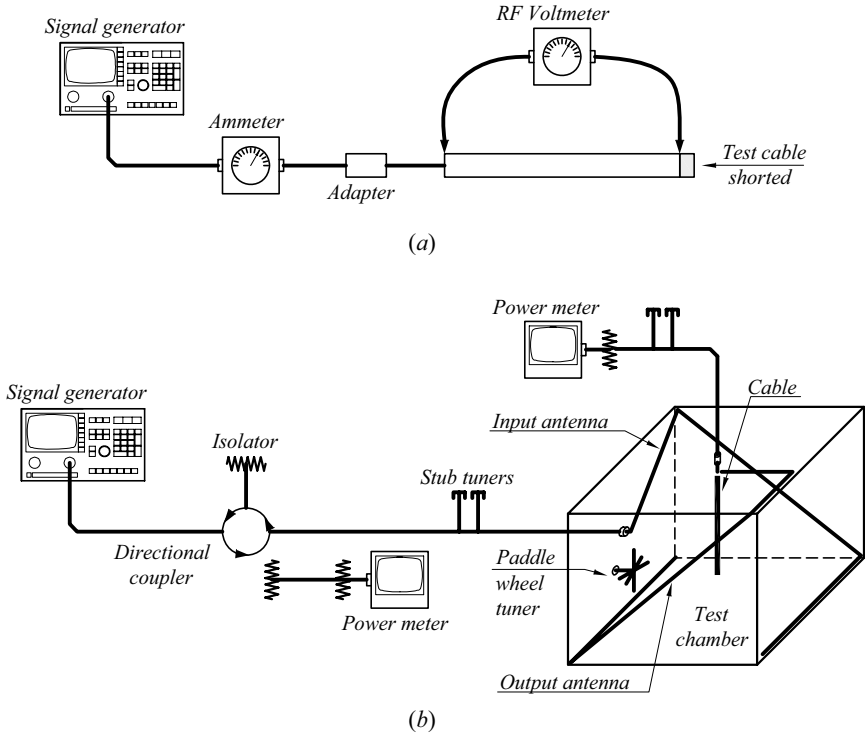 Signal generator
RF Voltmeter
Ammeter
Adapter
Test cable
shorted
(a)
Power meter
Signal generator
Cable
Input antenna
Isolator
Stub tuners
Directional
coupler
Paddle
wheel
tuner
Power meter
Test
chamber
Output antenna
(b)